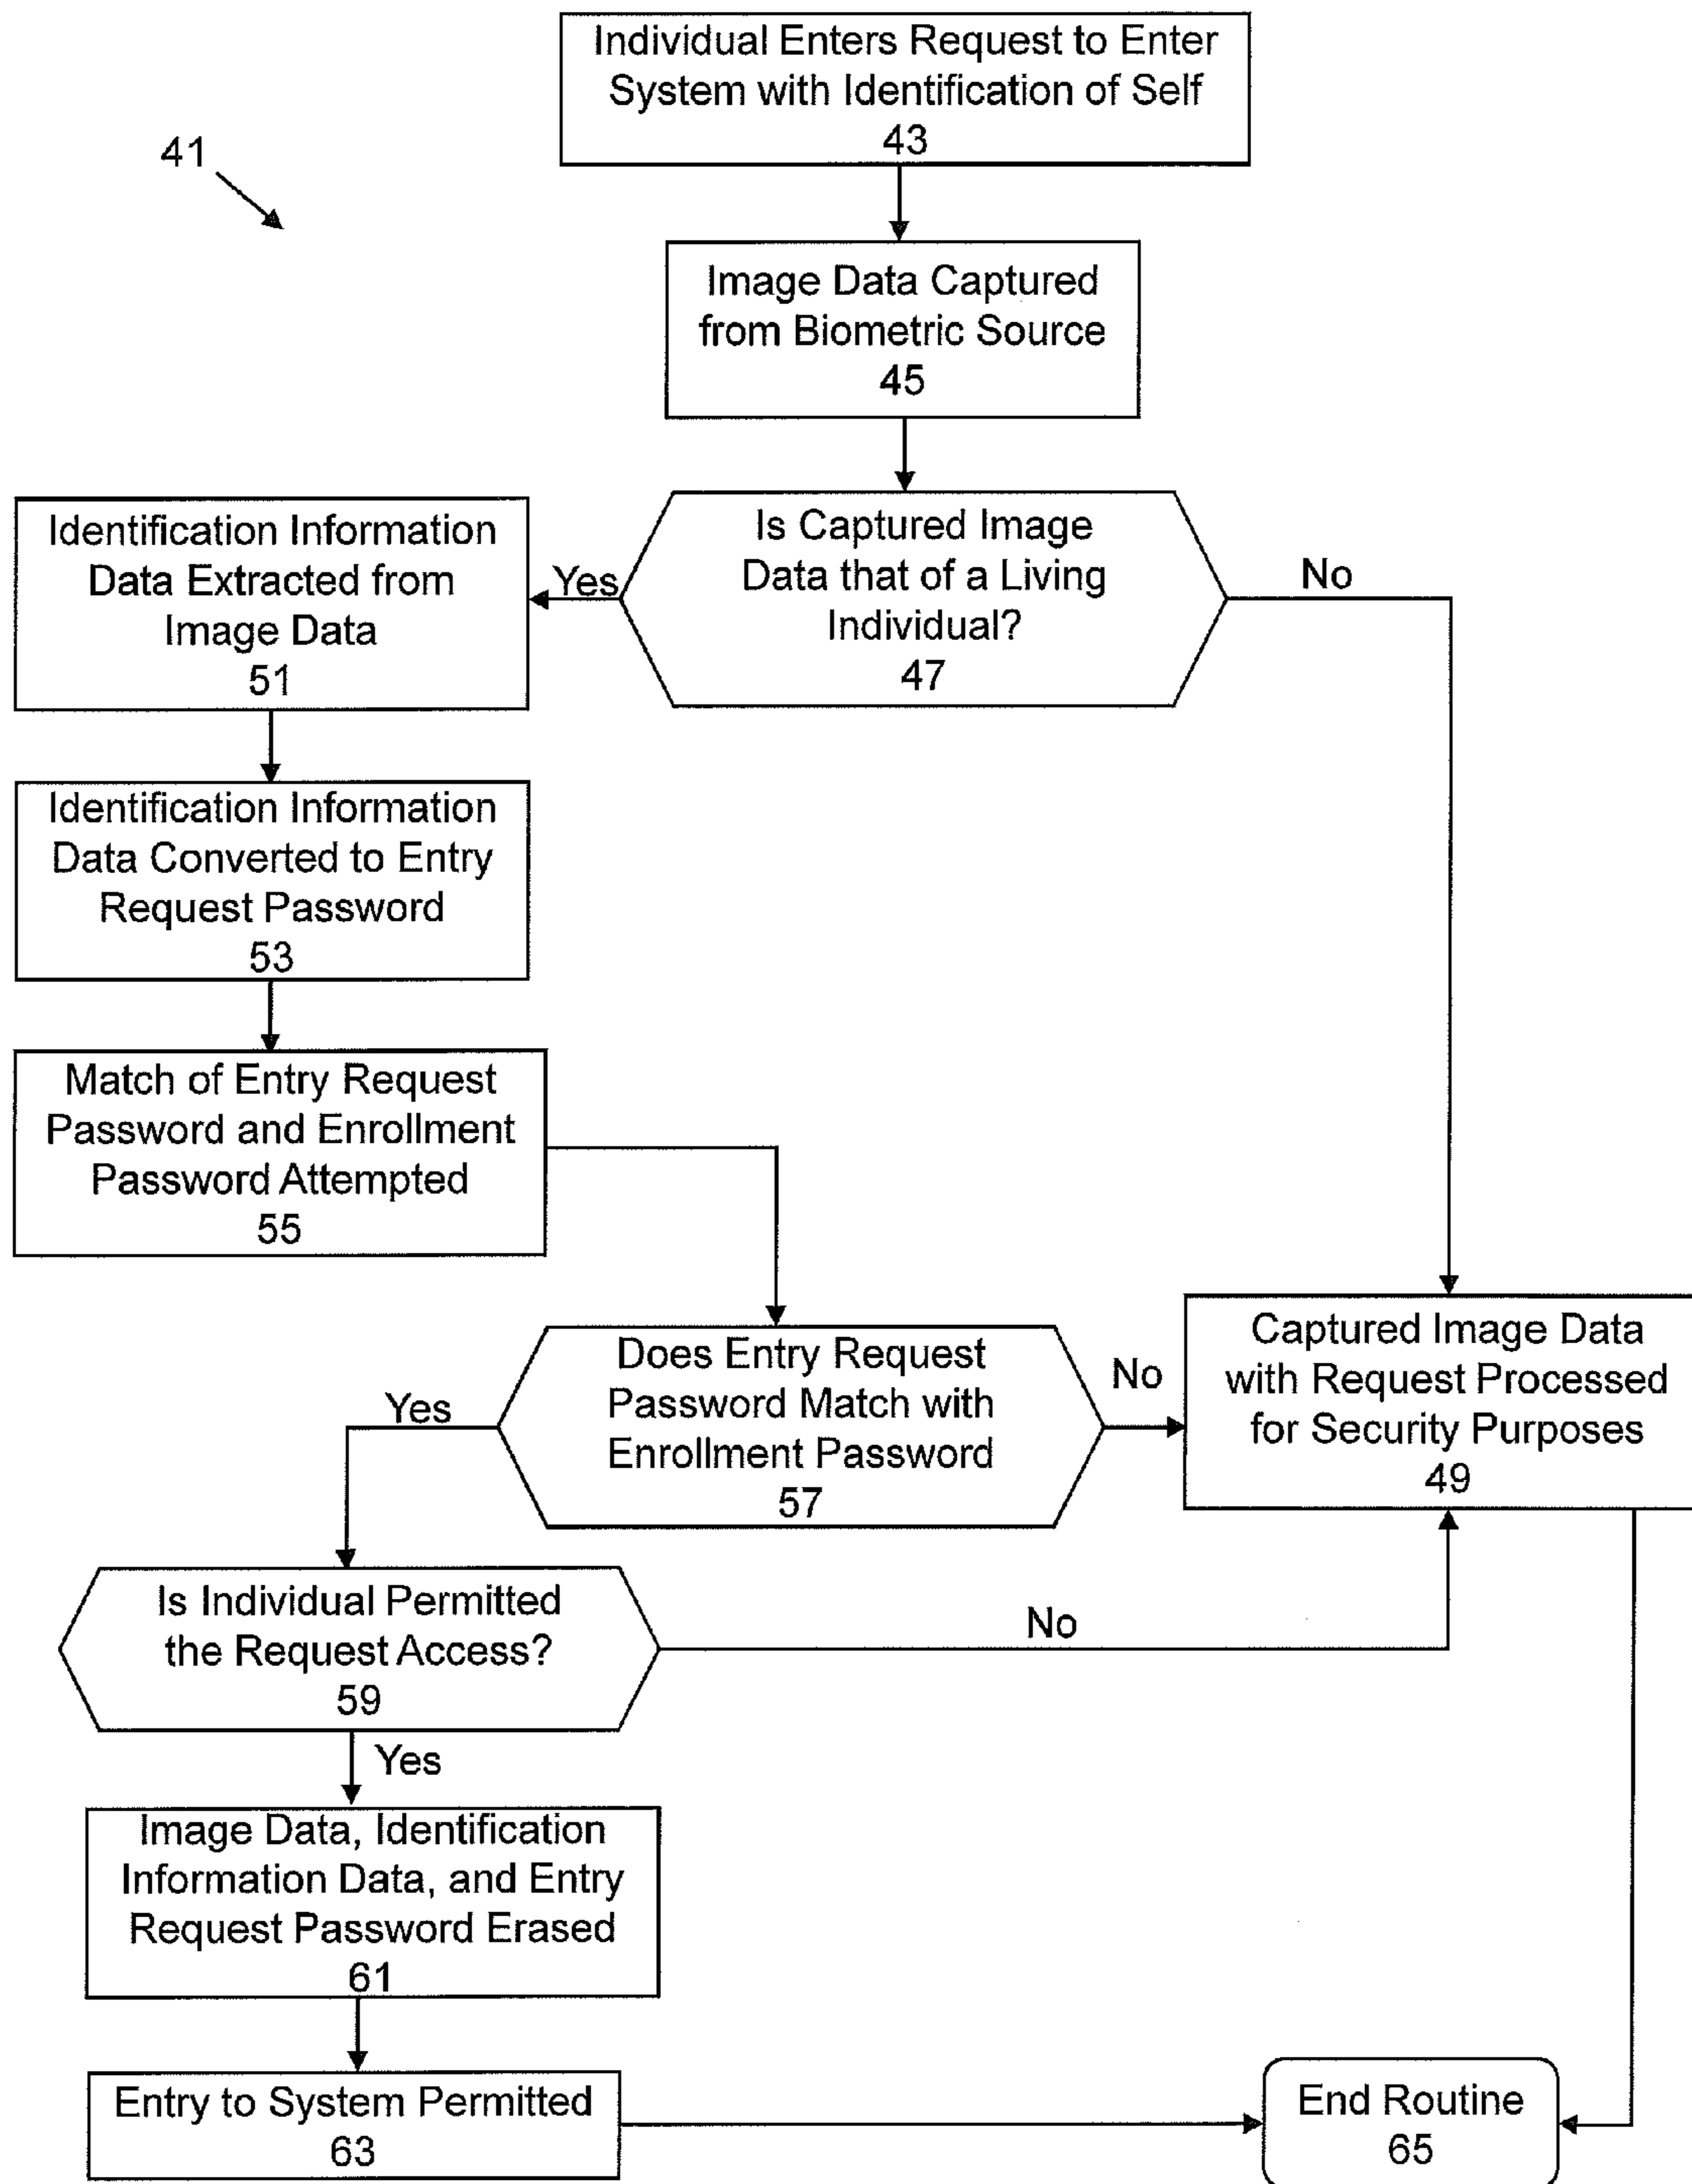 Individual Enters Request to Enter
System with Identification of Self
43
41
Image Data Captured
from Biometric Source
45
Is Captured Image
Data that of a Living
Individual?
47
Yes
No
Identification Information
Data Extracted from
Image Data
51
Identification Information
Data Converted to Entry
Request Password
53
Match of Entry Request
Password and Enrollment
Password Attempted
55
Does Entry Request
Password Match with
Enrollment Password
57
Yes
No
Captured Image Data
with Request Processed
for Security Purposes
49
Is Individual Permitted
the Request Access?
59
No
Yes
Image Data, Identification
Information Data, and Entry
Request Password Erased
61
Entry to System Permitted
63
End Routine
65